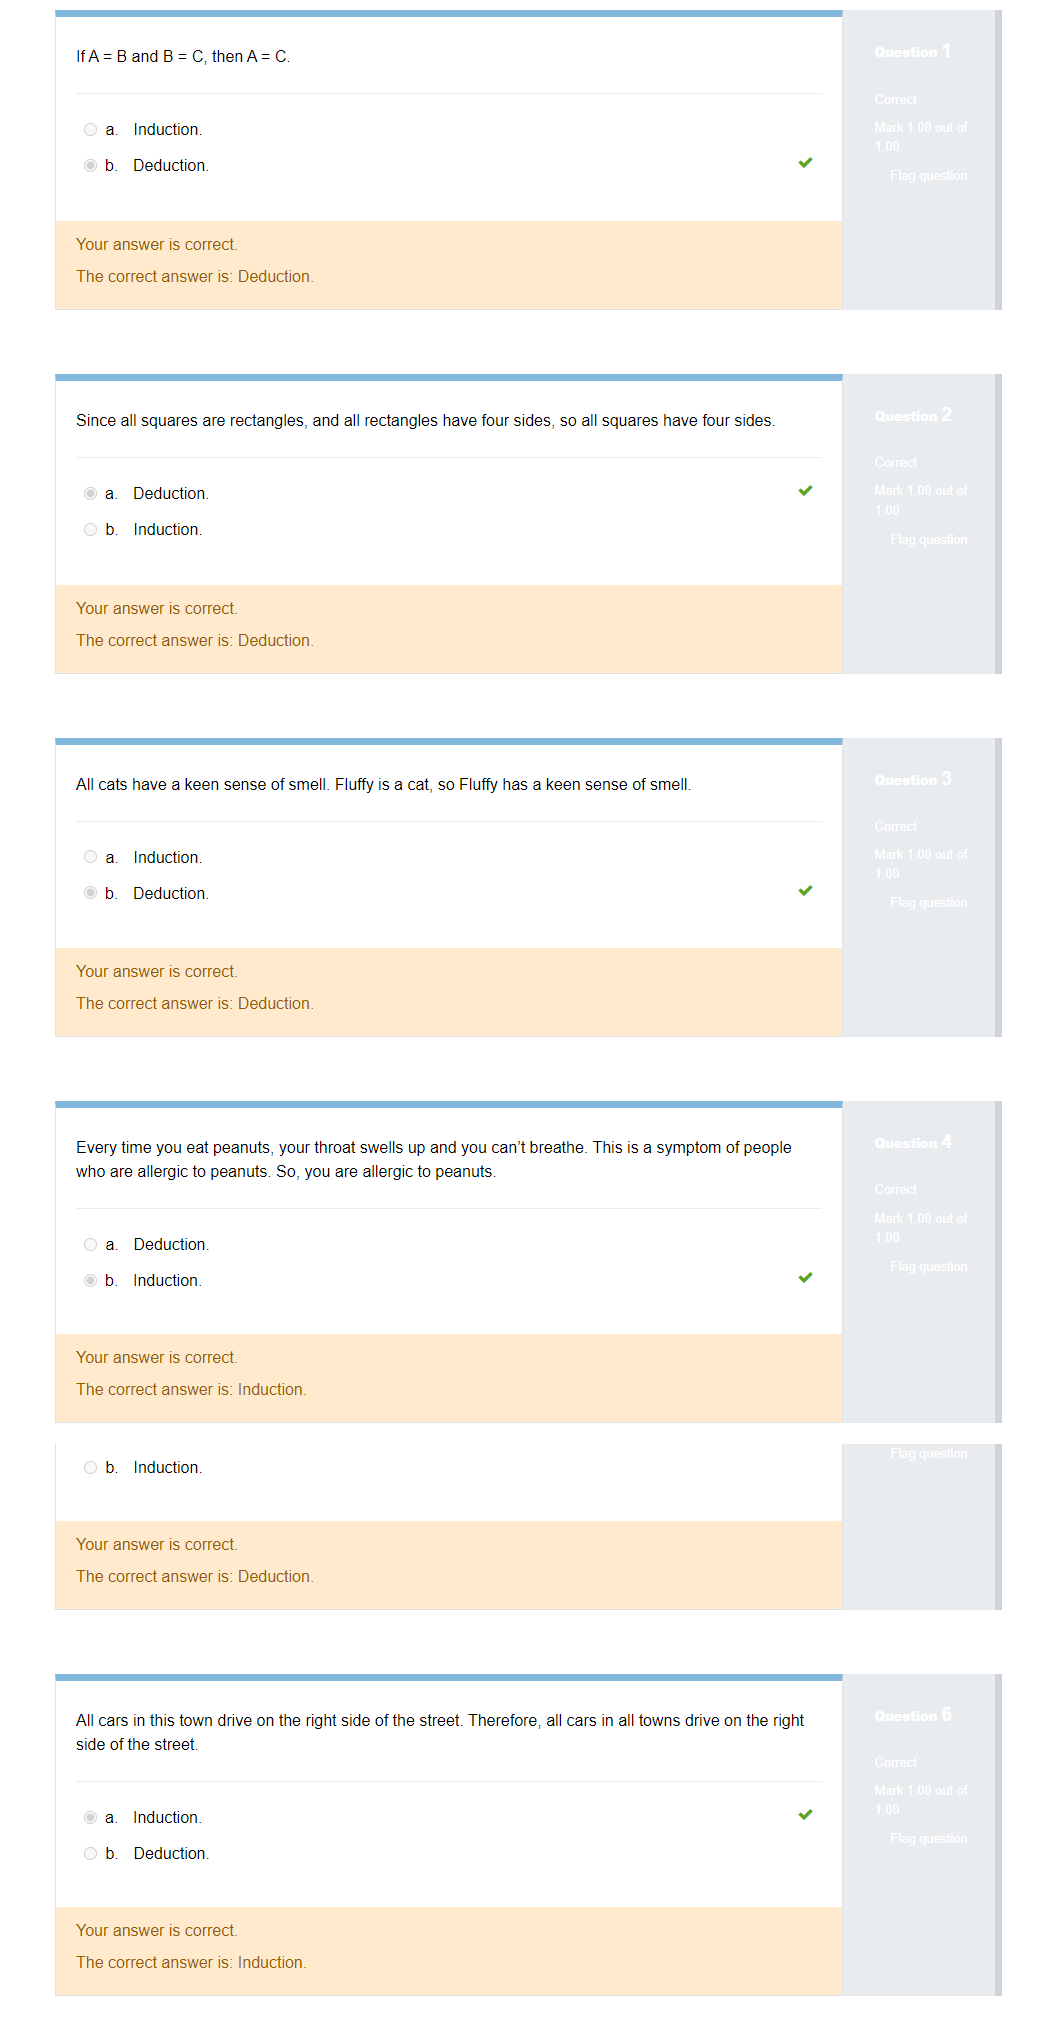 If A = B and B = C, then A = C.
a. Induction.
b. Deduction.
Your answer is correct.
The correct answer is: Deduction.
Question 1
Correct
Mark 1.00 out of
1.00
Flag question
Since all squares are rectangles, and all rectangles have four sides, so all squares have four sides.
a. Deduction.
b. Induction.
Your answer is correct.
The correct answer is: Deduction.
Question 2
Correct
Mark 1.00 out of
1.00
Flag question
All cats have a keen sense of smell. Fluffy is a cat, so Fluffy has a keen sense of smell.
a. Induction.
b. Deduction.
Your answer is correct.
The correct answer is: Deduction.
Question 3
Correct
Mark 1.00 out of
1.00
Flag question
Every time you eat peanuts, your throat swells up and you can’t breathe. This is a symptom of people
who are allergic to peanuts. So, you are allergic to peanuts.
a. Deduction.
b. Induction.
Your answer is correct.
The correct answer is: Induction.
Question 4
Correct
Mark 1.00 out of
1.00
Flag question
b. Induction.
Your answer is correct.
The correct answer is: Deduction.
Flag question
All cars in this town drive on the right side of the street. Therefore, all cars in all towns drive on the right
side of the street.
a. Induction.
b. Deduction.
Your answer is correct.
The correct answer is: Induction.
Question 6
Correct
Mark 1.00 out of
1.00
Flag question